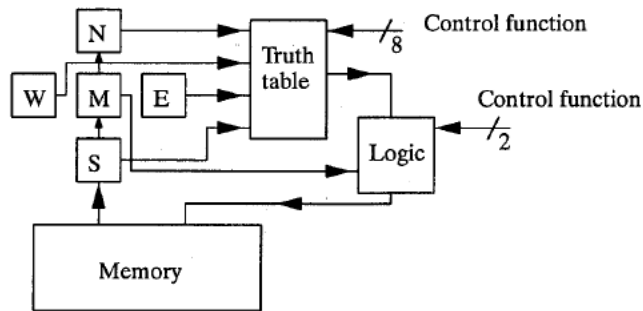 N
Control function
8
Truth
table
W
M
E
Control function
2
Logic
S
Memory